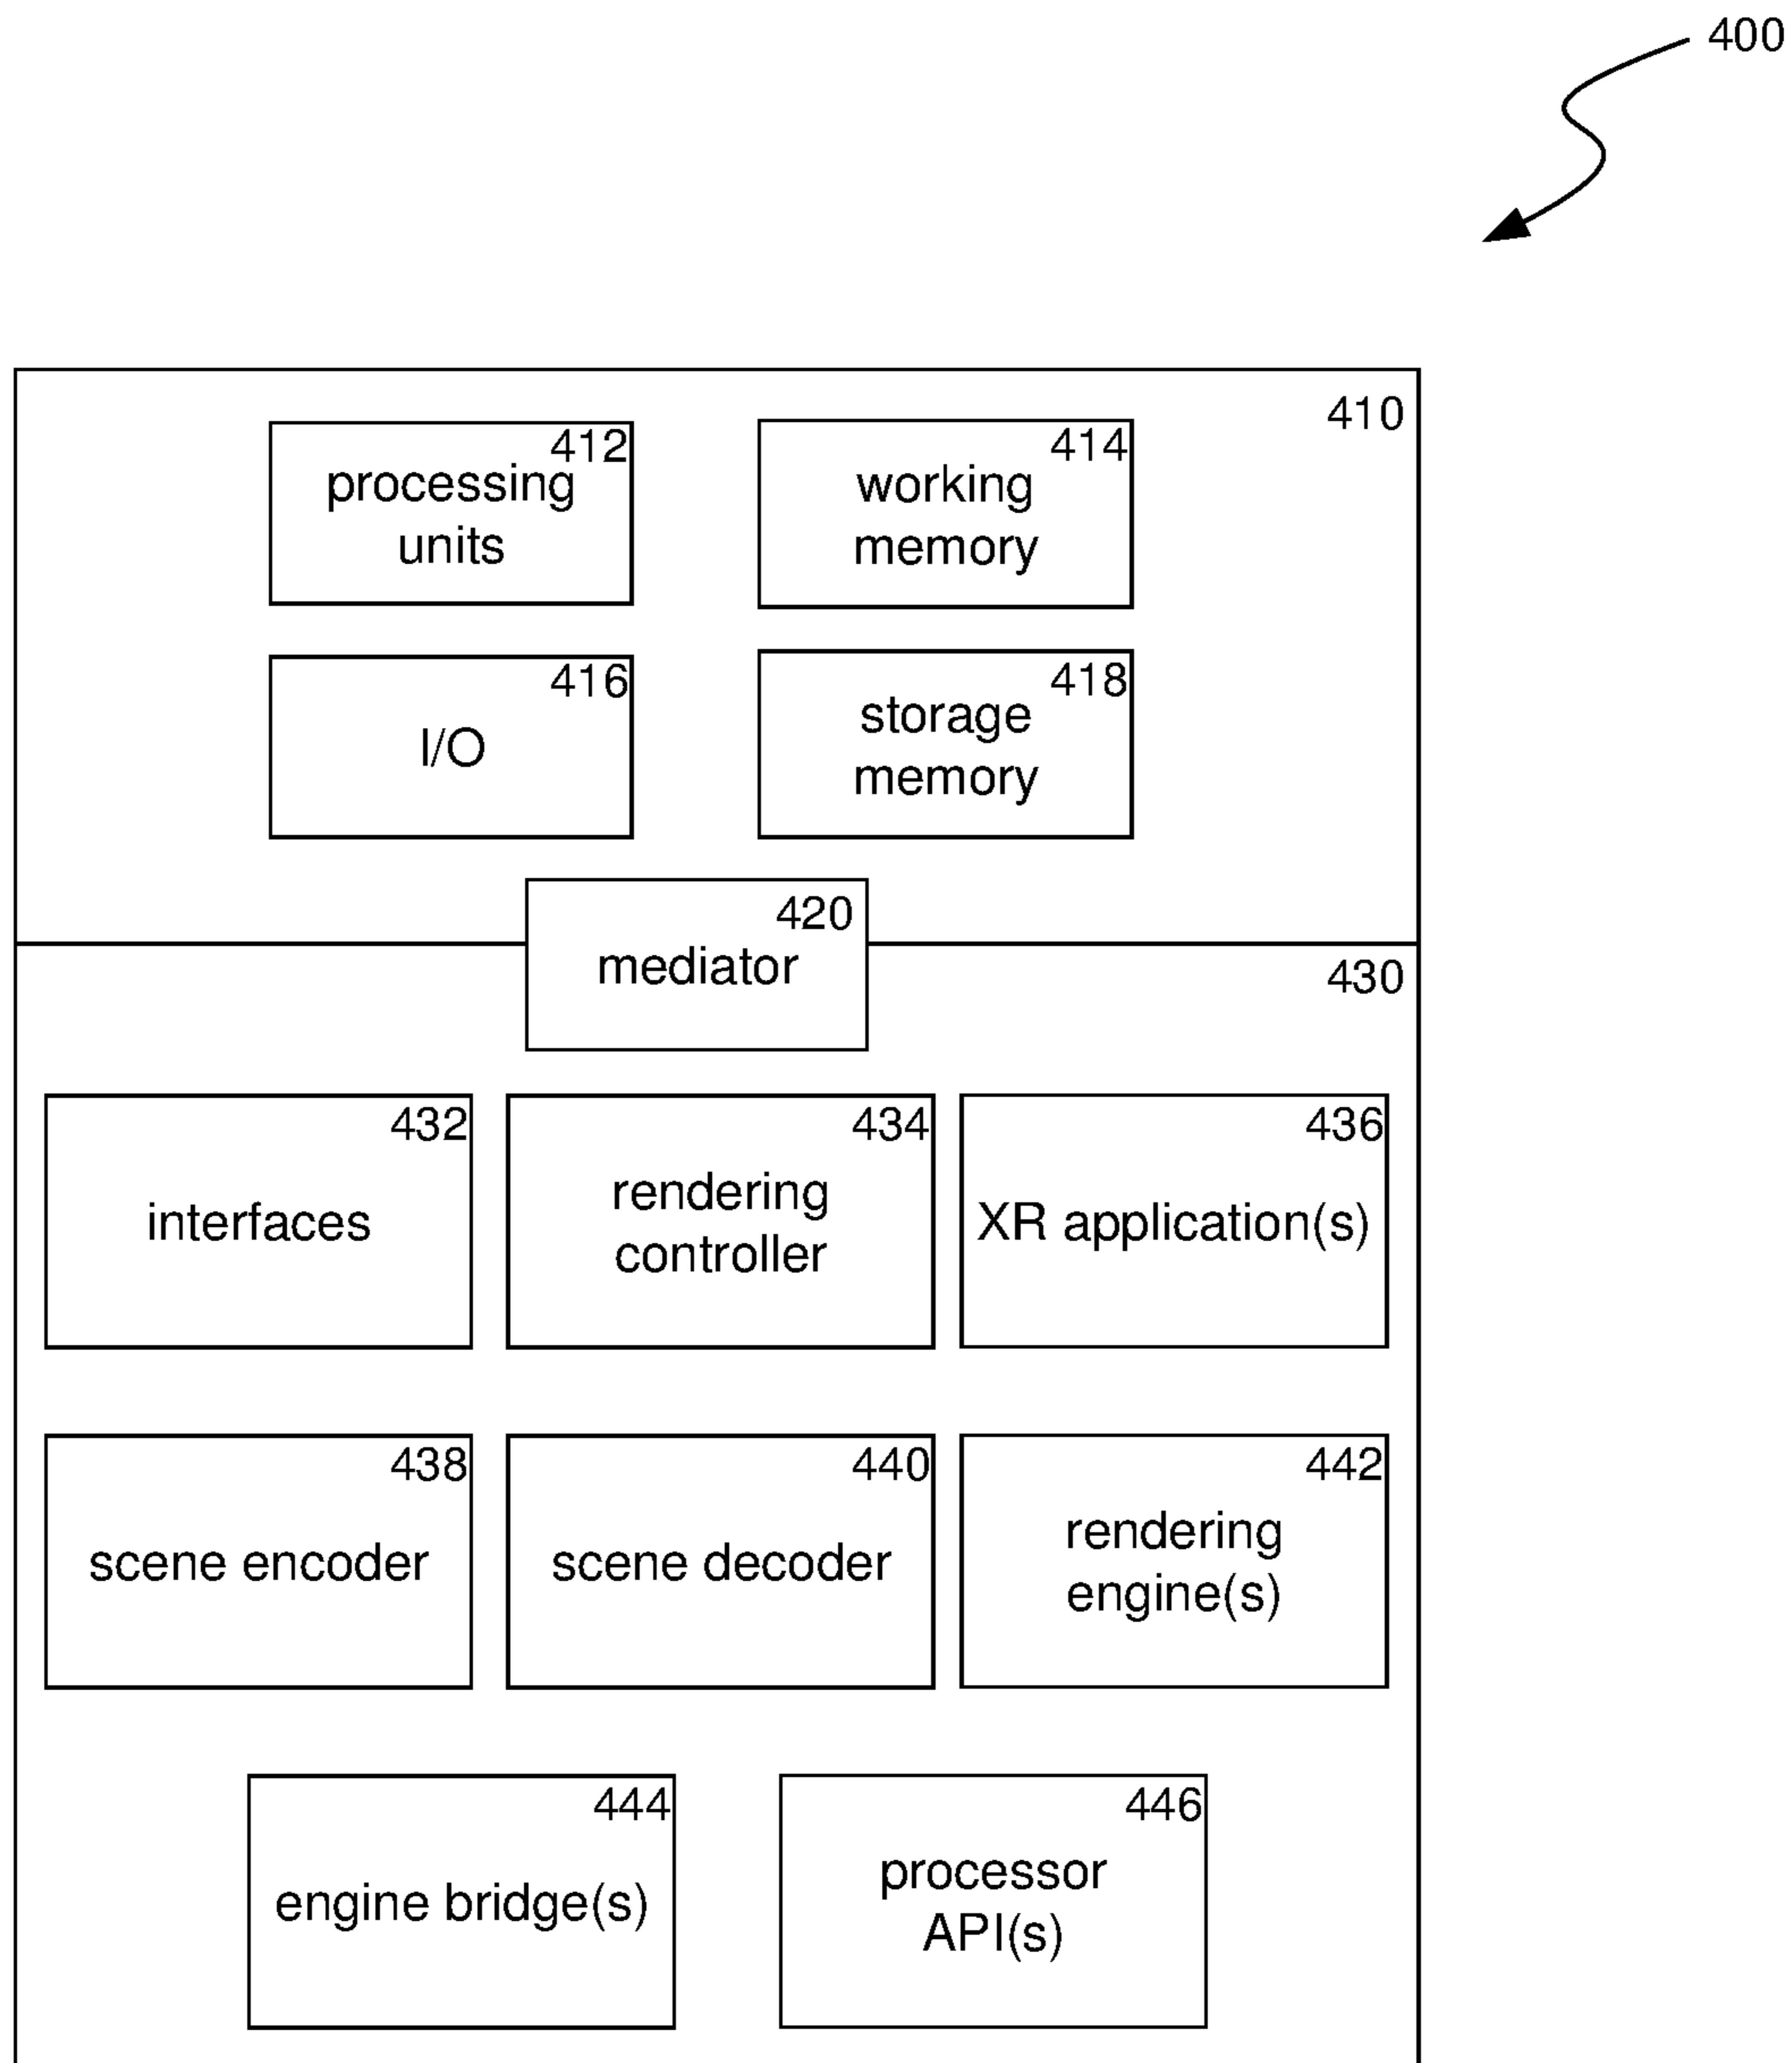 400
410
412
processing
units
414
working
memory
416
I/O
418
storage
memory
420
mediator
430
432
interfaces
434
rendering
controller
436
XR application(s)
438
scene encoder
440
scene decoder
442
rendering
engine(s)
444
engine bridge(s)
446
processor
API(s)